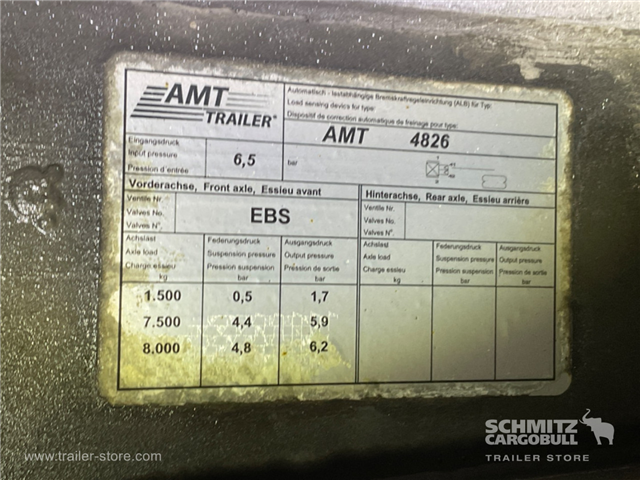 AMT
TRAILER®
Automatisch - lastabhängige Bremskraftregeleinrichtung (ALB) für Typ:
Load sensing device for type:
Dispositif de correction automatique de freinage pour type:
AMT 4826
Eingangsdruck
Input pressure
Pression d'entrée
6,5
bar
Vorderachse, Front axle, Essieu avant
Hinterachse, Rear axle, Essieu arriére
Ventile Nr.
Valves No.
Valves N°.
EBS
Ventile Nr.
Valves No.
Valves N°.
Achslast
Axle load
Charge essieu
kg
Federungsdruck
Suspension pressure
Pression suspension
bar
Ausgangsdruck
Output pressure
Pression de sortie
bar
Achslast
Axle load
Charge essieu
kg
Federungsdruck
Suspension pressure
Pression suspension
bar
Ausgangsdruck
Output pressure
Pression de sortie
bar
1.500 0,5 1,7
7.500 4,4 5,9
8.000 4,8 6,2
www.trailer-store.com
SCHMITZ
CARGOBULL
TRAILER STORE